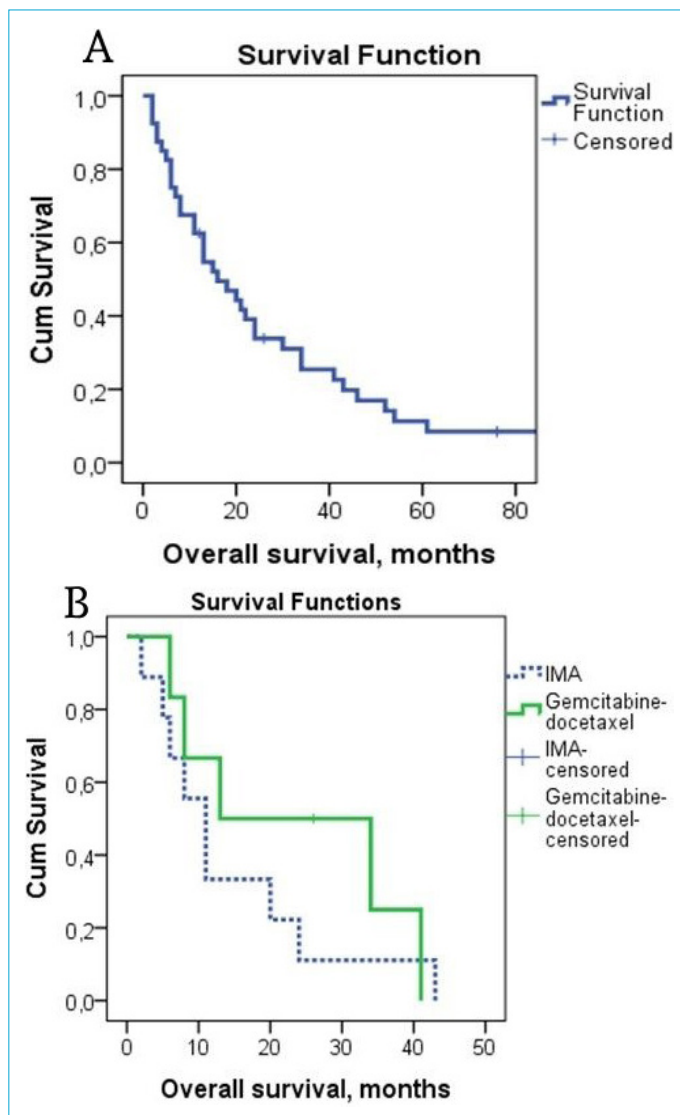 A
Survival Function
1,0
0,8
0,6
0,4
0,2
0,0
Cum Survival
0 20 40 60 80
Overall survival, months
Survival
Function
Censored
B
Survival Functions
1,0
0,8
0,6
0,4
0,2
0,0
Cum Survival
0 10 20 30 40 50
Overall survival, months
IMA
Gemcitabine-
docetaxel
IMA-
censored
Gemcitabine-
docetaxel-
censored